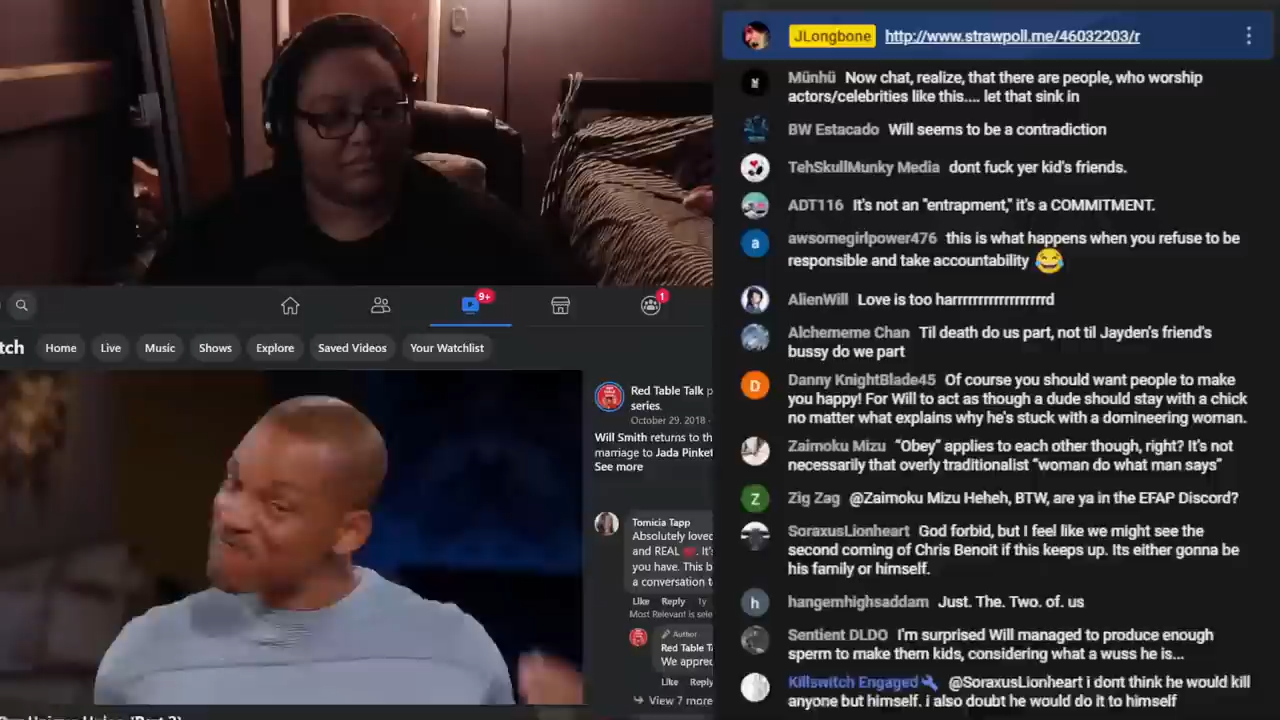 JLongbone http://www.strawpoll.me/46032203/r
Münhü Now chat, realize, that there are people, who worship
actors/celebrities like this.... let that sink in
BW Estacado Will seems to be a contradiction
TehSkullMunky Media dont fuck yer kid's friends.
ADT116 It's not an "entrapment," it's a COMMITMENT.
a
awsomegirlpower476 this is what happens when you refuse to be
responsible and take accountability 😂
AlienWill Love is too harrrrrrrrrrrrrrrrrrd
Alchememe Chan Til death do us part, not til Jayden's friend's
bussy do we part
D
Danny KnightBlade45 Of course you should want people to make
you happy! For Will to act as though a dude should stay with a chick
no matter what explains why he's stuck with a domineering woman.
Zaimoku Mizu “Obey” applies to each other though, right? It's not
necessarily that overly traditionalist “woman do what man says”
Z
Zig Zag @Zaimoku Mizu Heheh, BTW, are ya in the EFAP Discord?
SoraxusLionheart God forbid, but I feel like we might see the
second coming of Chris Benoit if this keeps up. Its either gonna be
his family or himself.
h
hangemhighsaddam Just. The. Two. of. us
Sentient DLDO I'm surprised Will managed to produce enough
sperm to make them kids, considering what a wuss he is...
Killswitch Engaged @SoraxusLionheart i dont think he would kill
anyone but himself. i also doubt he would do it to himself
9+
1
tch Home Live Music Shows Explore Saved Videos Your Watchlist
Red Table Talk p
series.
October 29, 2018 ·
Will Smith returns to th
marriage to Jada Pinket
See more
Tomicia Tapp
Absolutely loved
and REAL ❤. It's
you have. This b
a conversation t
Like Reply 1y
Most Relevant is sele
Author
Red Table T
We apprec
Like Reply
View 7 more